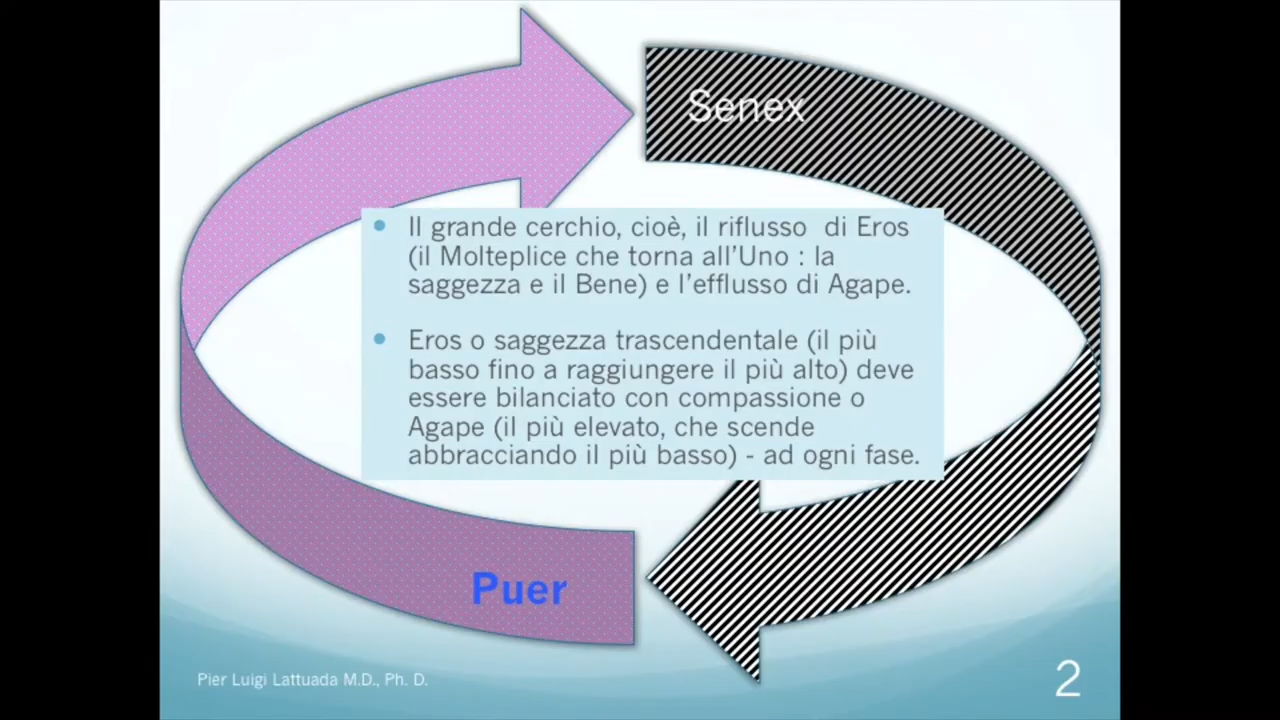 Senex
Il grande cerchio, cioè, il riflusso di Eros
(il Molteplice che torna all’Uno : la
saggezza e il Bene) e l’efflusso di Agape.
Eros o saggezza trascendentale (il più
basso fino a raggiungere il più alto) deve
essere bilanciato con compassione o
Agape (il più elevato, che scende
abbracciando il più basso) - ad ogni fase.
Puer
Pier Luigi Lattuada M.D., Ph. D.
2